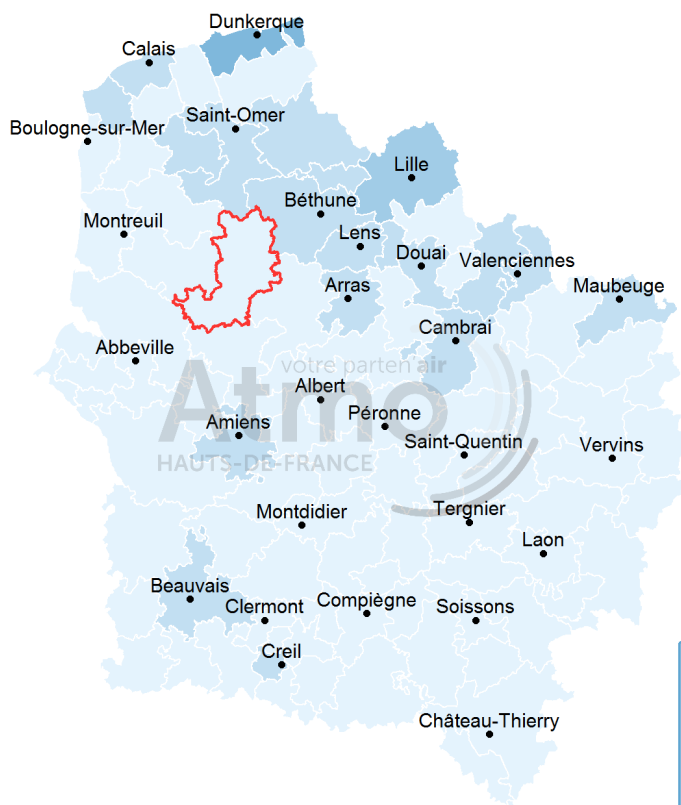 Dunkerque
Calais
Saint-Omer
Boulogne-sur-Mer
Lille
Béthune
Montreuil
Lens
Douai
Valenciennes
Arras
Maubeuge
Cambrai
Abbeville
votre parten air
Atmo
Albert
Péronne
Amiens
Saint-Quentin
Vervins
HAUTS-DE-FRANCE
Montdidier
Tergnier
Laon
Beauvais
Clermont
Compiègne
Soissons
Creil
Château-Thierry